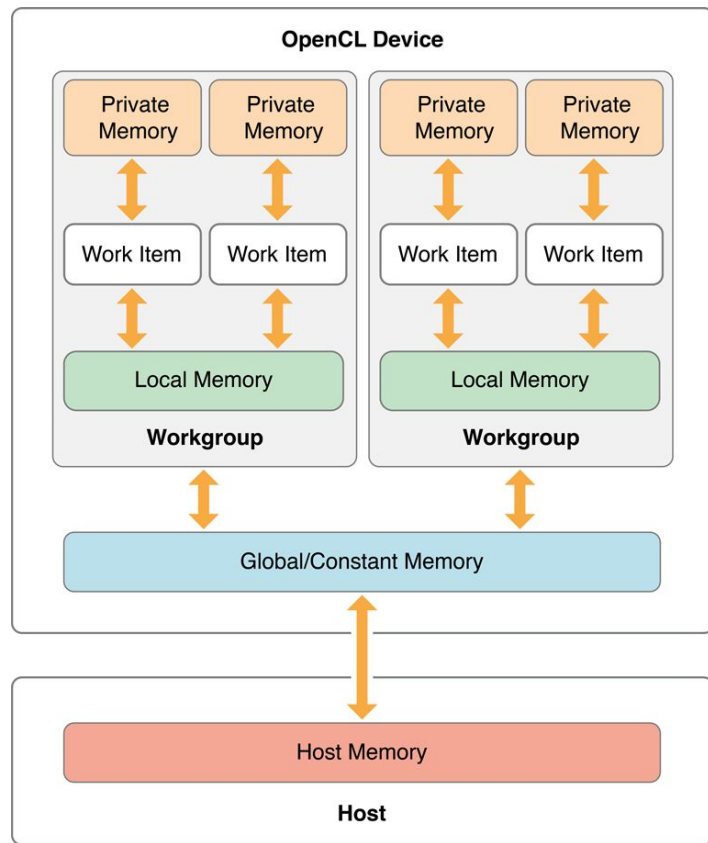 OpenCL Device
Private Memory
Private Memory
Private Memory
Private Memory
Work Item
Work Item
Work Item
Work Item
Local Memory
Local Memory
Workgroup
Workgroup
Global/Constant Memory
Host Memory
Host